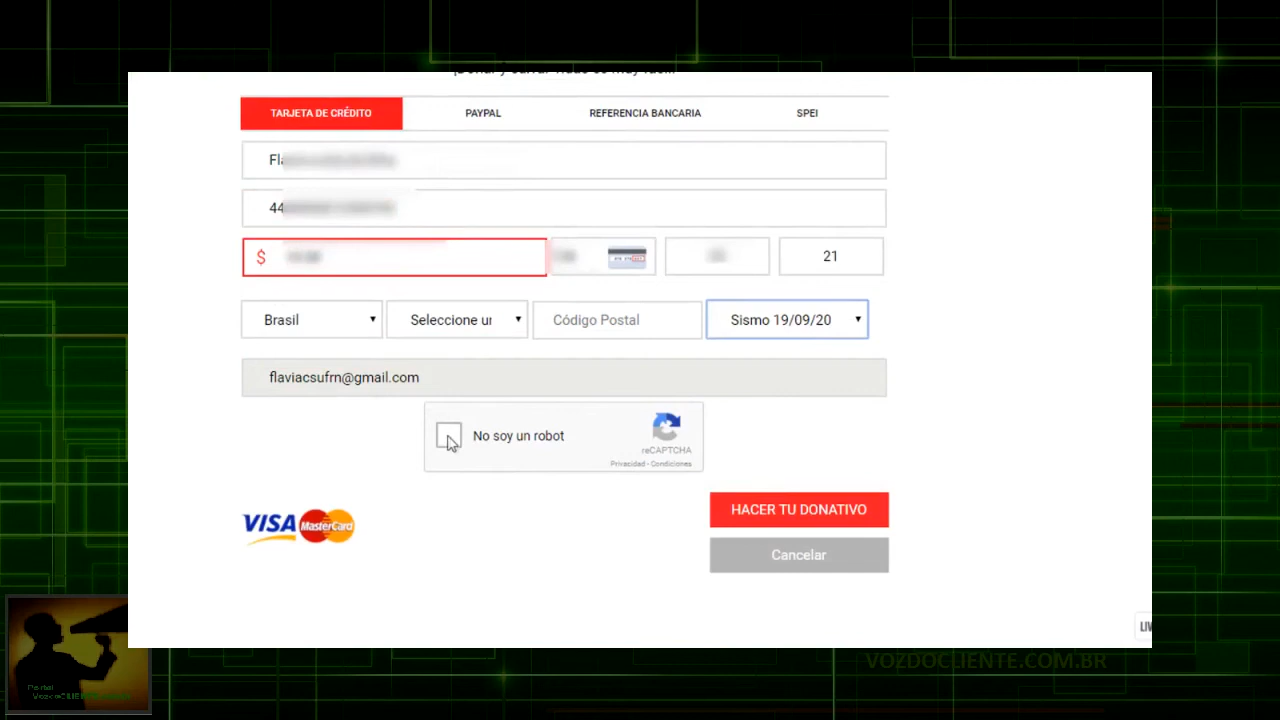 TARJETA DE CRÉDITO PAYPAL REFERENCIA BANCARIA SPEI
44
$ 21
Brasil Seleccione ur Código Postal Sismo 19/09/20
flaviacsufrn@gmail.com
No soy un robot
reCAPTCHA
Privacidad - Condiciones
VISA MasterCard
HACER TU DONATIVO
Cancelar
VOZDOCLIENTE.COM.BR